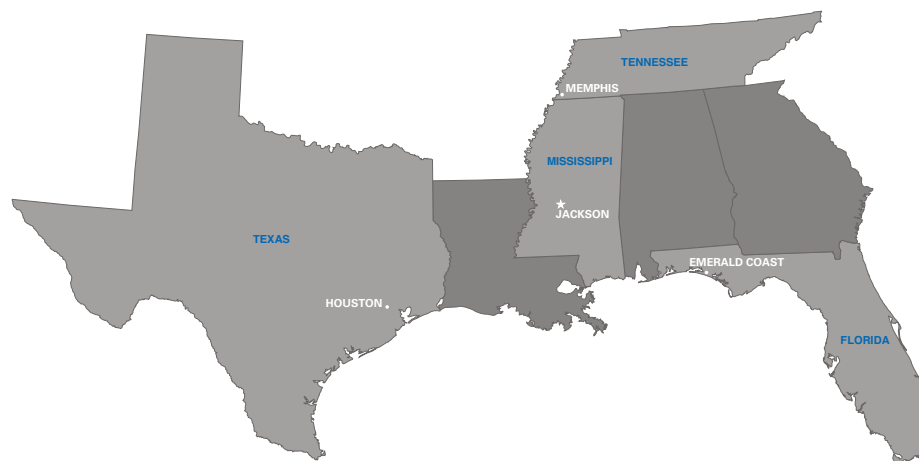 TENNESSEE
MEMPHIS
MISSISSIPPI
JACKSON
TEXAS
EMERALD COAST
HOUSTON
FLORIDA